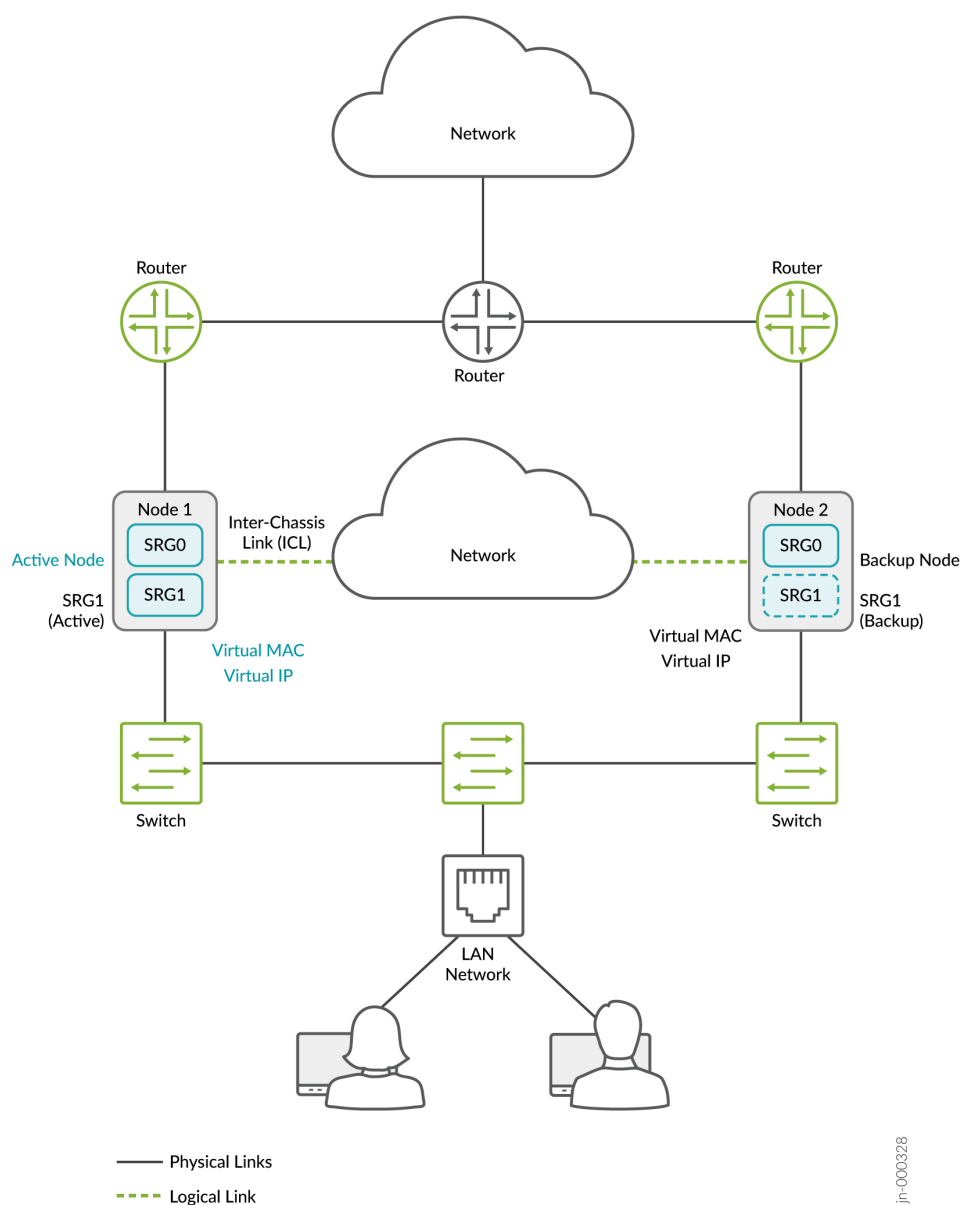 Network
Router
Router
Router
Node 1
SRG0
SRG1
Active Node
SRG1
(Active)
Inter-Chassis
Link (ICL)
Network
Node 2
SRG0
SRG1
Backup Node
SRG1
(Backup)
Virtual MAC
Virtual IP
Virtual MAC
Virtual IP
Switch
Switch
LAN
Network
Physical Links
Logical Link
jn-000328